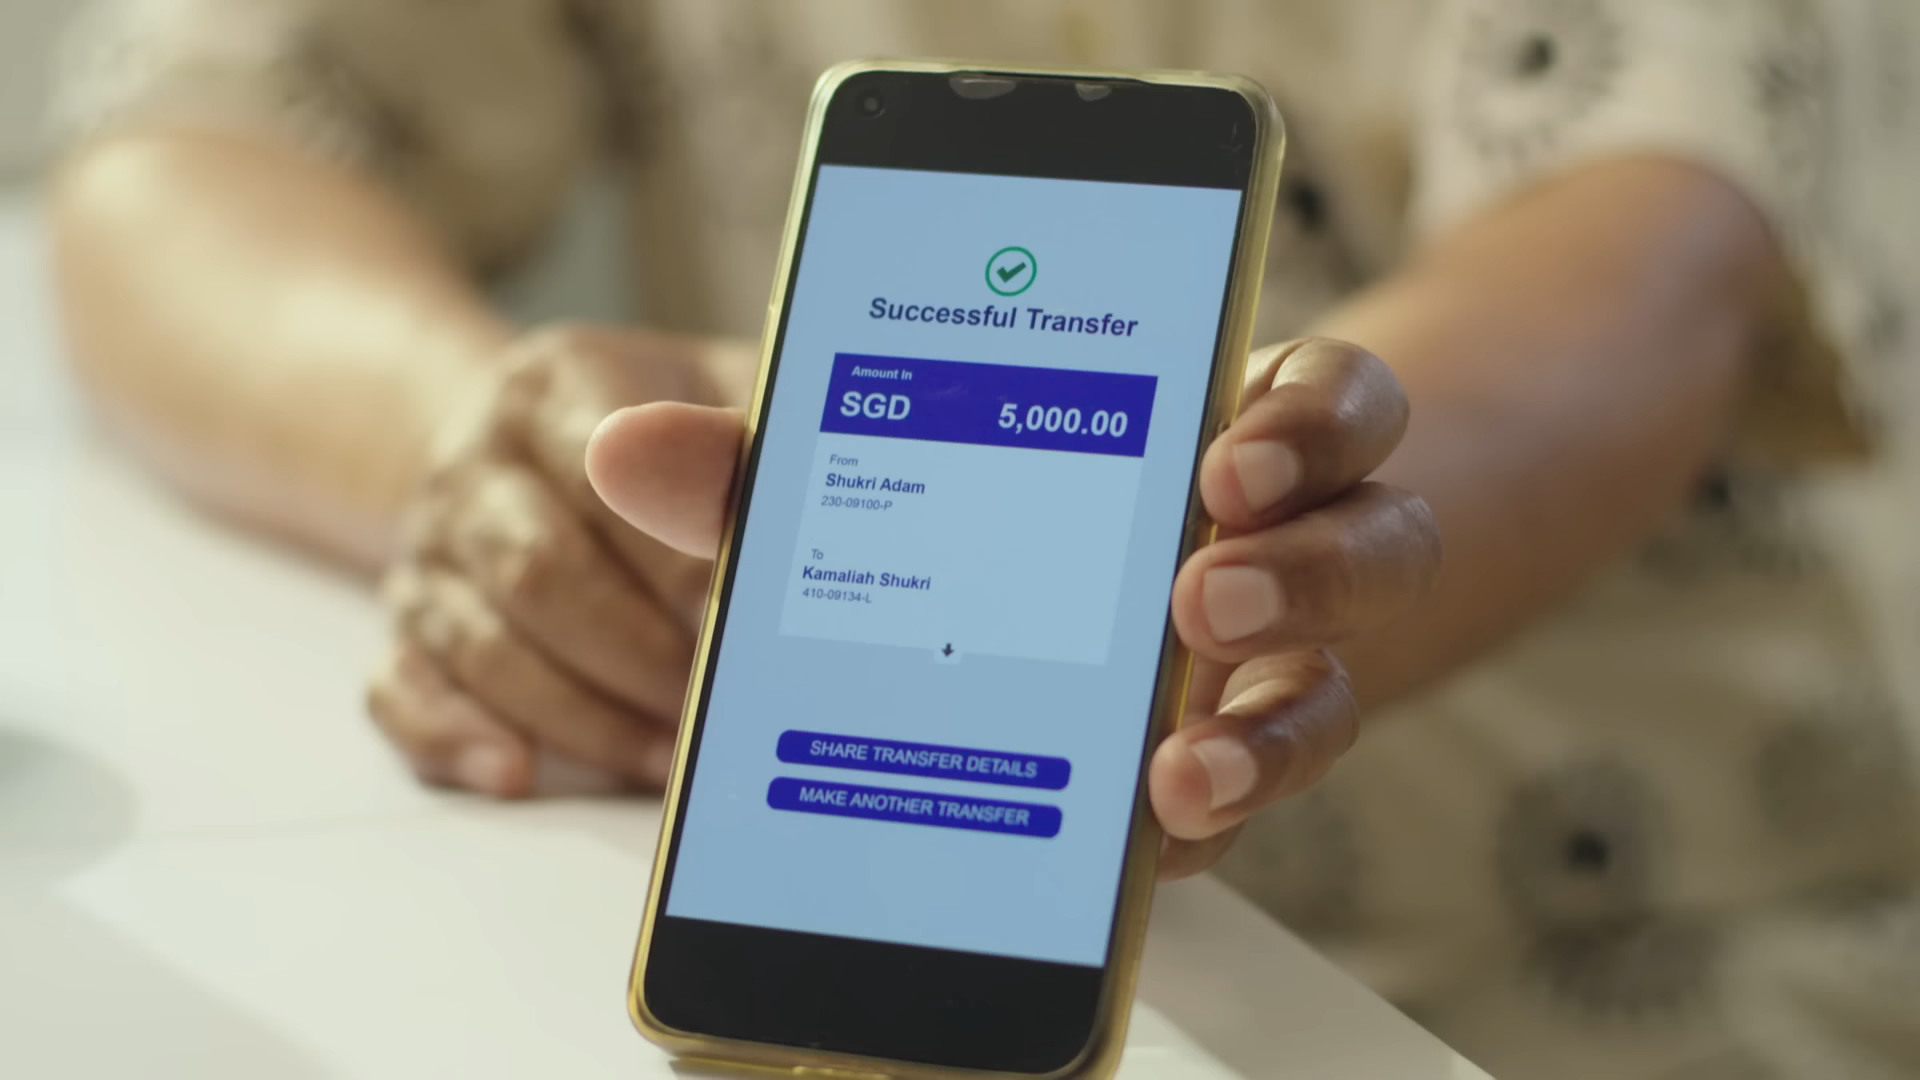 Successful Transfer
Amount In
SGD 5,000.00
From
Shukri Adam
230-09100-P
To
Kamaliah Shukri
410-09134-L
SHARE TRANSFER DETAILS
MAKE ANOTHER TRANSFER